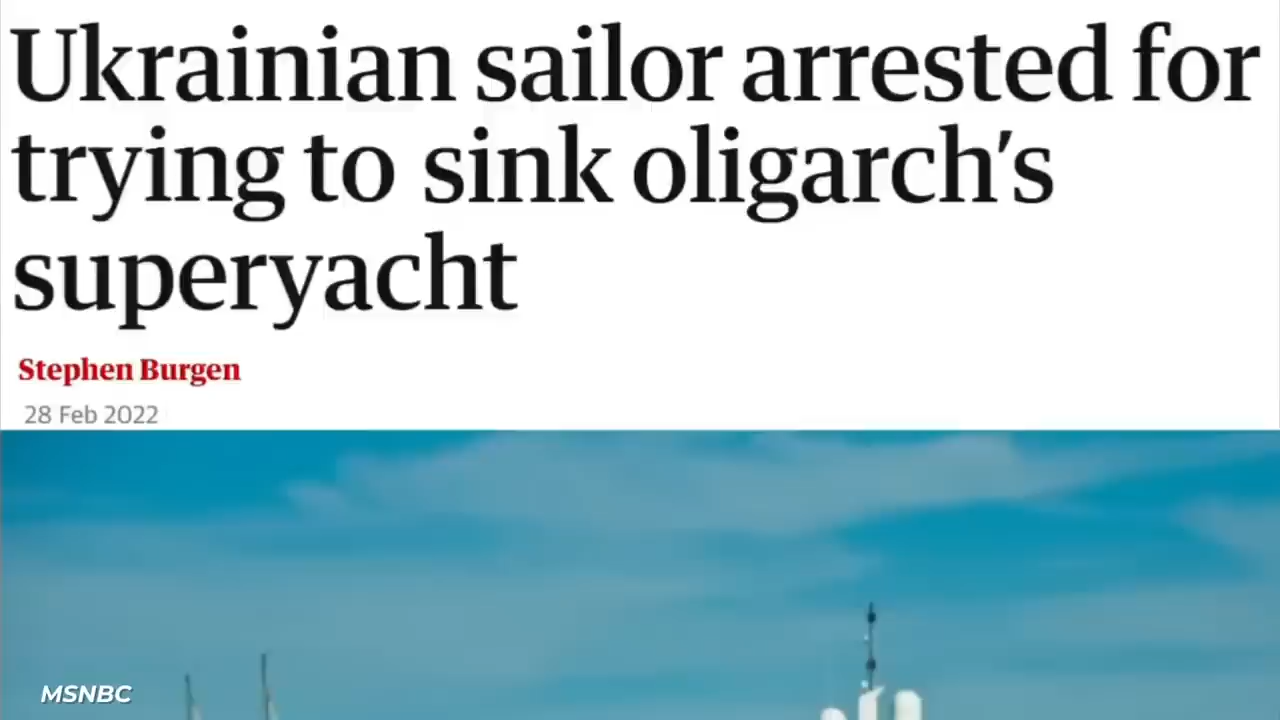 Ukrainian sailor arrested for
trying to sink oligarch’s
superyacht
Stephen Burgen
28 Feb 2022
MSNBC